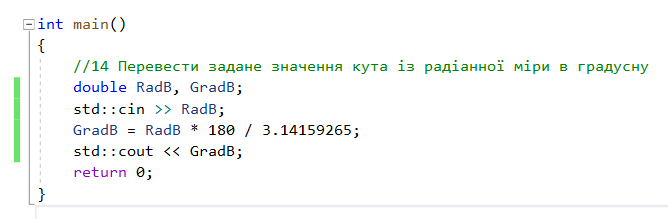 int main()
{
//14 Перевести задане значення кута із радіанної міри в градусну
double RadB, GradB;
std::cin >> RadB;
GradB = RadB * 180 / 3.14159265;
std::cout << GradB;
return 0;
}